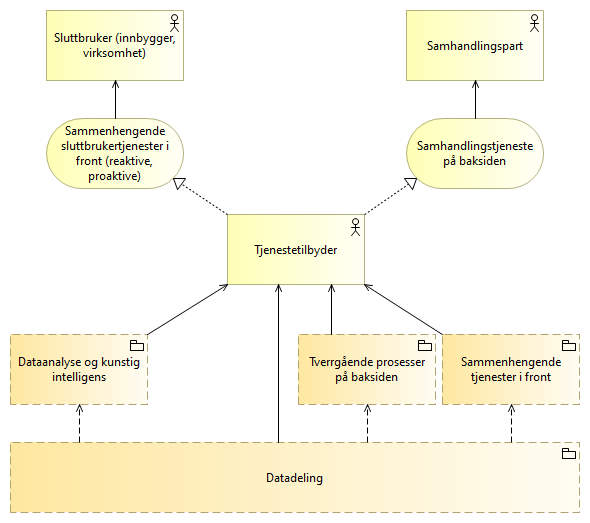 Sluttbruker (innbygger,
virksomhet)
Samhandlingspart
Sammenhengende
sluttbrukertjenester i
front (reaktive,
proaktive)
Samhandlingstjeneste
på baksiden
Tjenestetilbyder
Dataanalyse og kunstig
intelligens
Tverrgående prosesser
på baksiden
Sammenhengende
tjenester i front
Datadeling